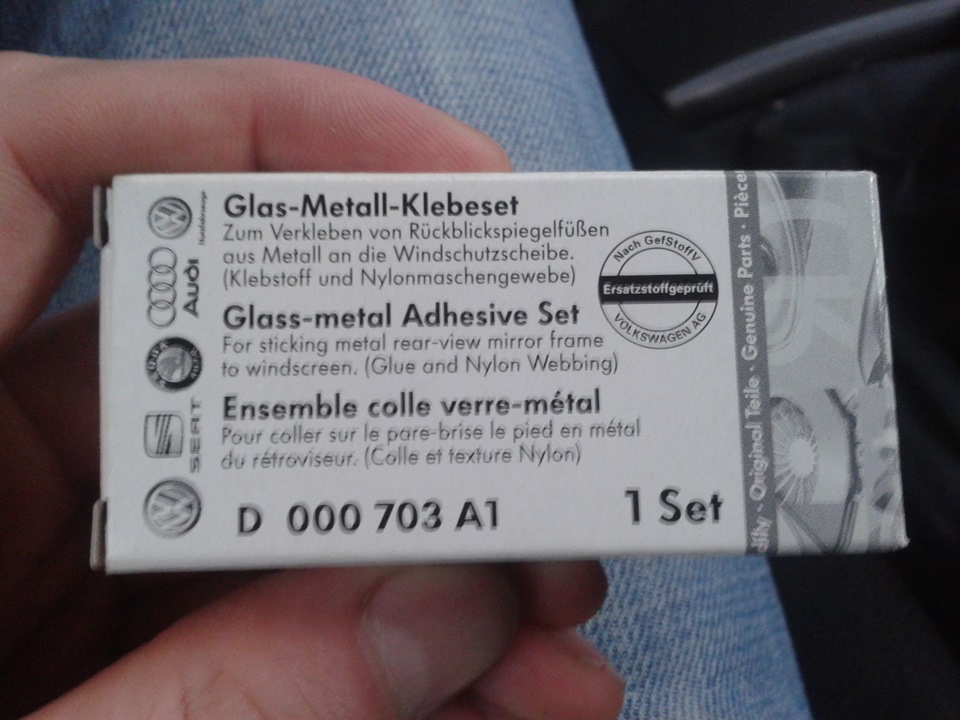 Glas-Metall-Klebeset
Zum Verkleben von Rückblickspiegelfüßen
aus Metall an die Windschutzscheibe.
(Klebstoff und Nylonmaschengewebe)
Glass-metal Adhesive Set
For sticking metal rear-view mirror frame
to windscreen. (Glue and Nylon Webbing)
Ensemble colle verre-métal
Pour coller sur le pare-brise le pied en métal
du rétroviseur. (Colle et texture Nylon)
D 000 703 A1
1 Set
Nach GefStoffV
Ersatzstoffgeprüft
VOLKSWAGEN AG
Nutzfahrzeuge
Audi
SEAT
Original Teile · Genuine Parts · Pièce